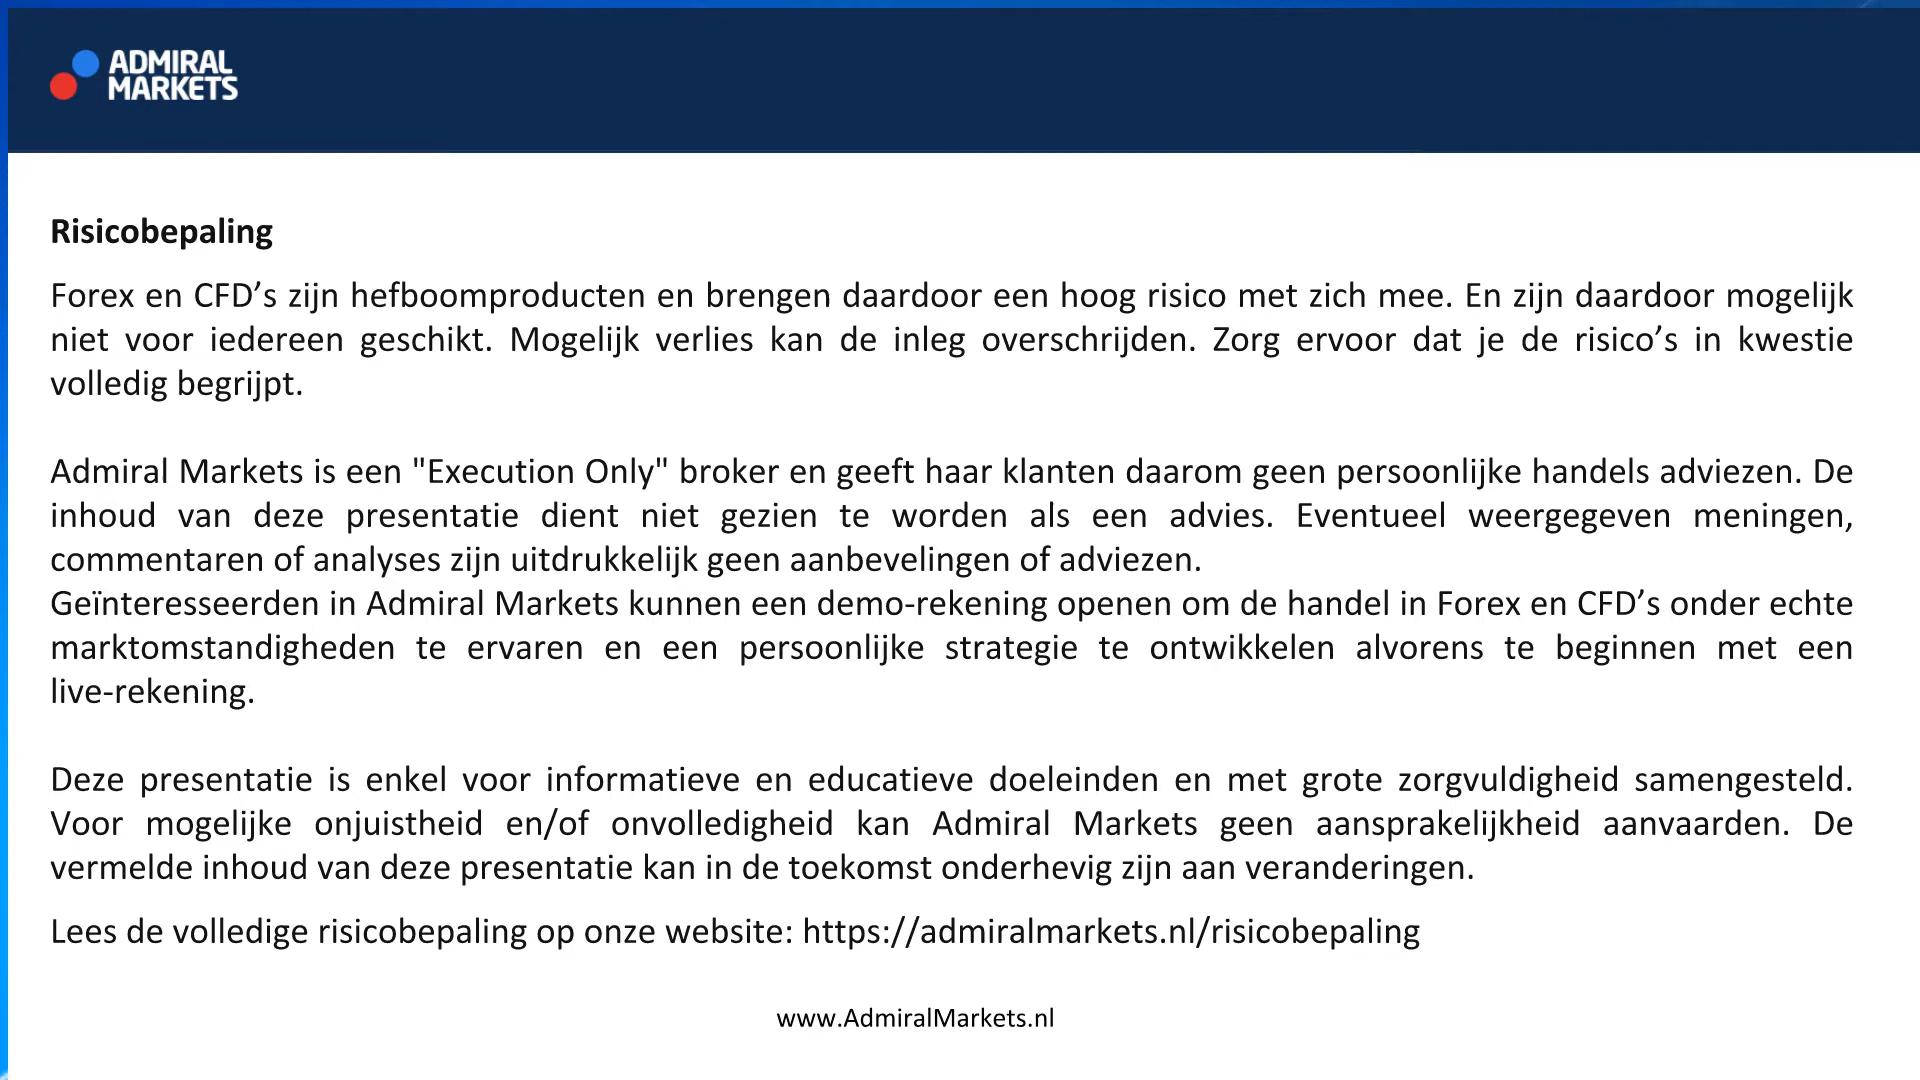 ADMIRAL
MARKETS
Risicobepaling
Forex en CFD’s zijn hefboomproducten en brengen daardoor een hoog risico met zich mee. En zijn daardoor mogelijk
niet voor iedereen geschikt. Mogelijk verlies kan de inleg overschrijden. Zorg ervoor dat je de risico’s in kwestie
volledig begrijpt.
Admiral Markets is een "Execution Only" broker en geeft haar klanten daarom geen persoonlijke handels adviezen. De
inhoud van deze presentatie dient niet gezien te worden als een advies. Eventueel weergegeven meningen,
commentaren of analyses zijn uitdrukkelijk geen aanbevelingen of adviezen.
Geïnteresseerden in Admiral Markets kunnen een demo-rekening openen om de handel in Forex en CFD’s onder echte
marktomstandigheden te ervaren en een persoonlijke strategie te ontwikkelen alvorens te beginnen met een
live-rekening.
Deze presentatie is enkel voor informatieve en educatieve doeleinden en met grote zorgvuldigheid samengesteld.
Voor mogelijke onjuistheid en/of onvolledigheid kan Admiral Markets geen aansprakelijkheid aanvaarden. De
vermelde inhoud van deze presentatie kan in de toekomst onderhevig zijn aan veranderingen.
Lees de volledige risicobepaling op onze website: https://admiralmarkets.nl/risicobepaling
www.AdmiralMarkets.nl